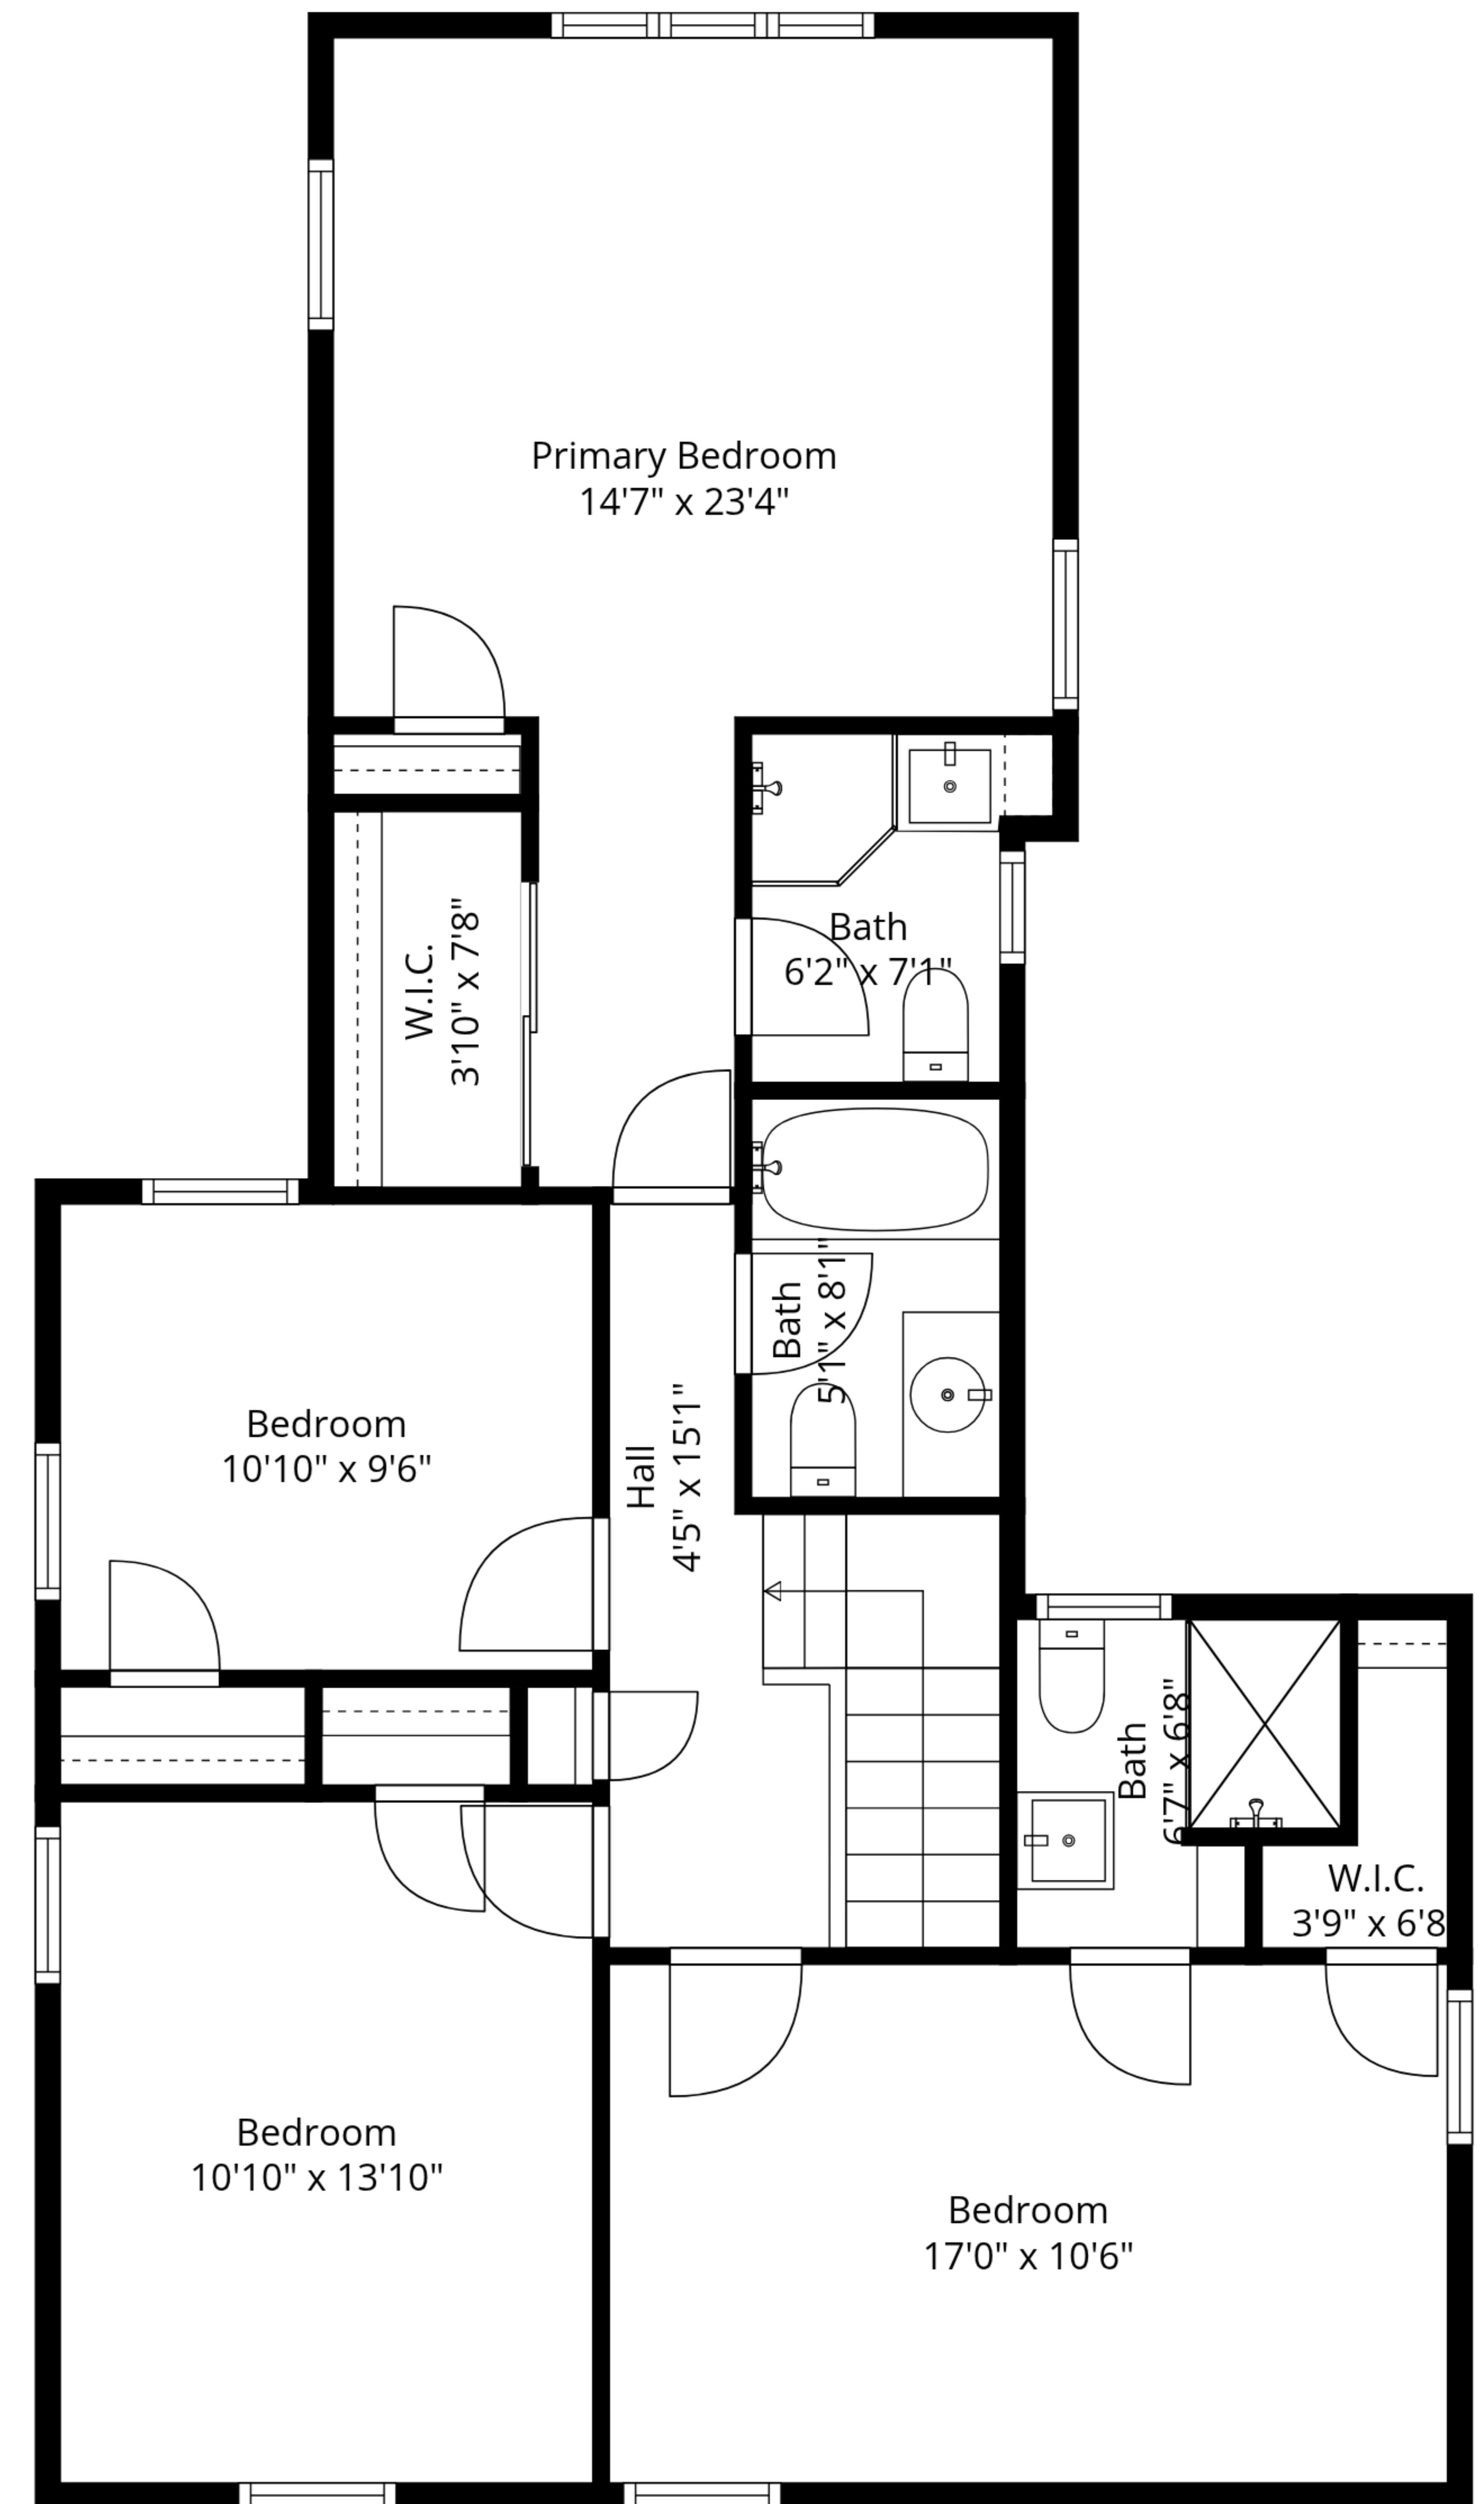 Primary Bedroom
14'7" x 23'4"
W.I.C.
3'10" x 7'8"
Bath
6'2" x 7'1"
Bath
5'1" x 8'1"
Bedroom
10'10" x 9'6"
Hall
4'5" x 15'1"
Bath
6'7" x 6'8"
W.I.C.
3'9" x 6'8
Bedroom
10'10" x 13'10"
Bedroom
17'0" x 10'6"